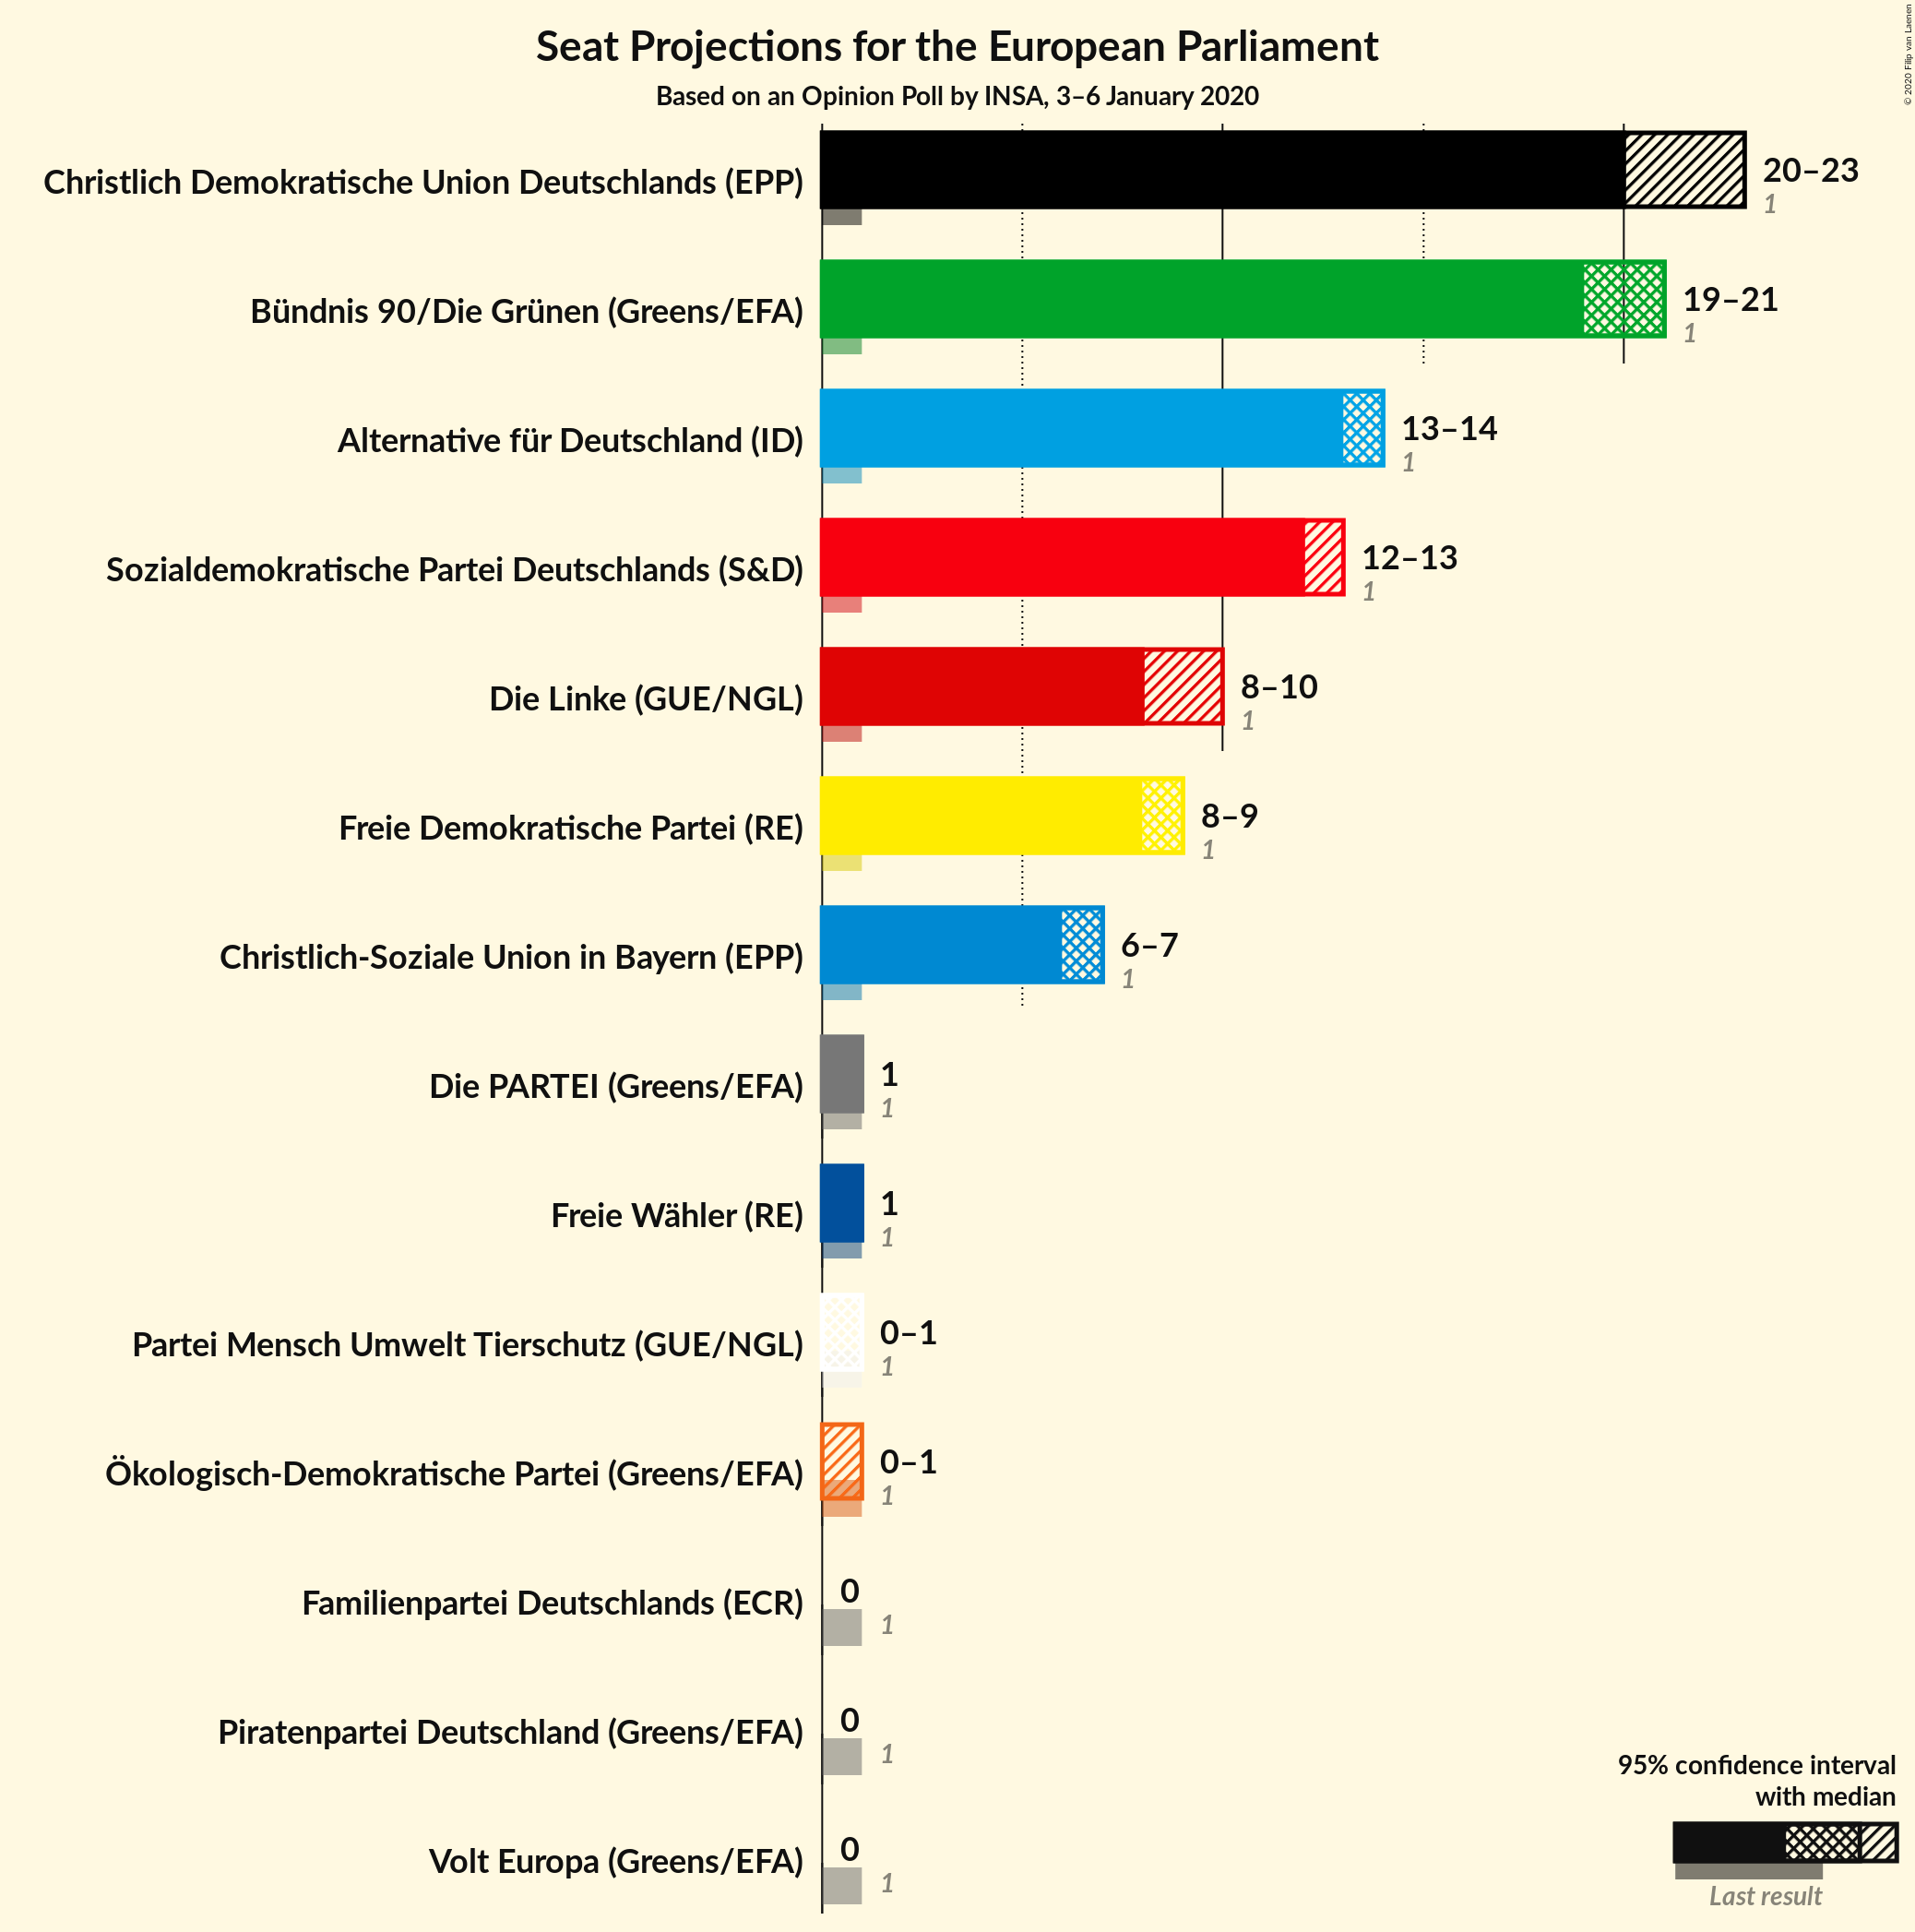 Seat Projections for the European Parliament
Based on an Opinion Poll by INSA, 3–6 January 2020
© 2020 Filip van Laenen
Christlich Demokratische Union Deutschlands (EPP)
20–23
1
Bündnis 90/Die Grünen (Greens/EFA)
19–21
1
Alternative für Deutschland (ID)
13–14
1
Sozialdemokratische Partei Deutschlands (S&D)
12–13
1
Die Linke (GUE/NGL)
8–10
1
Freie Demokratische Partei (RE)
8–9
1
Christlich-Soziale Union in Bayern (EPP)
6–7
1
Die PARTEI (Greens/EFA)
1
1
Freie Wähler (RE)
1
1
Partei Mensch Umwelt Tierschutz (GUE/NGL)
0–1
1
Ökologisch-Demokratische Partei (Greens/EFA)
0–1
1
Familienpartei Deutschlands (ECR)
0
1
Piratenpartei Deutschland (Greens/EFA)
0
1
Volt Europa (Greens/EFA)
0
1
95% confidence interval
with median
Last result